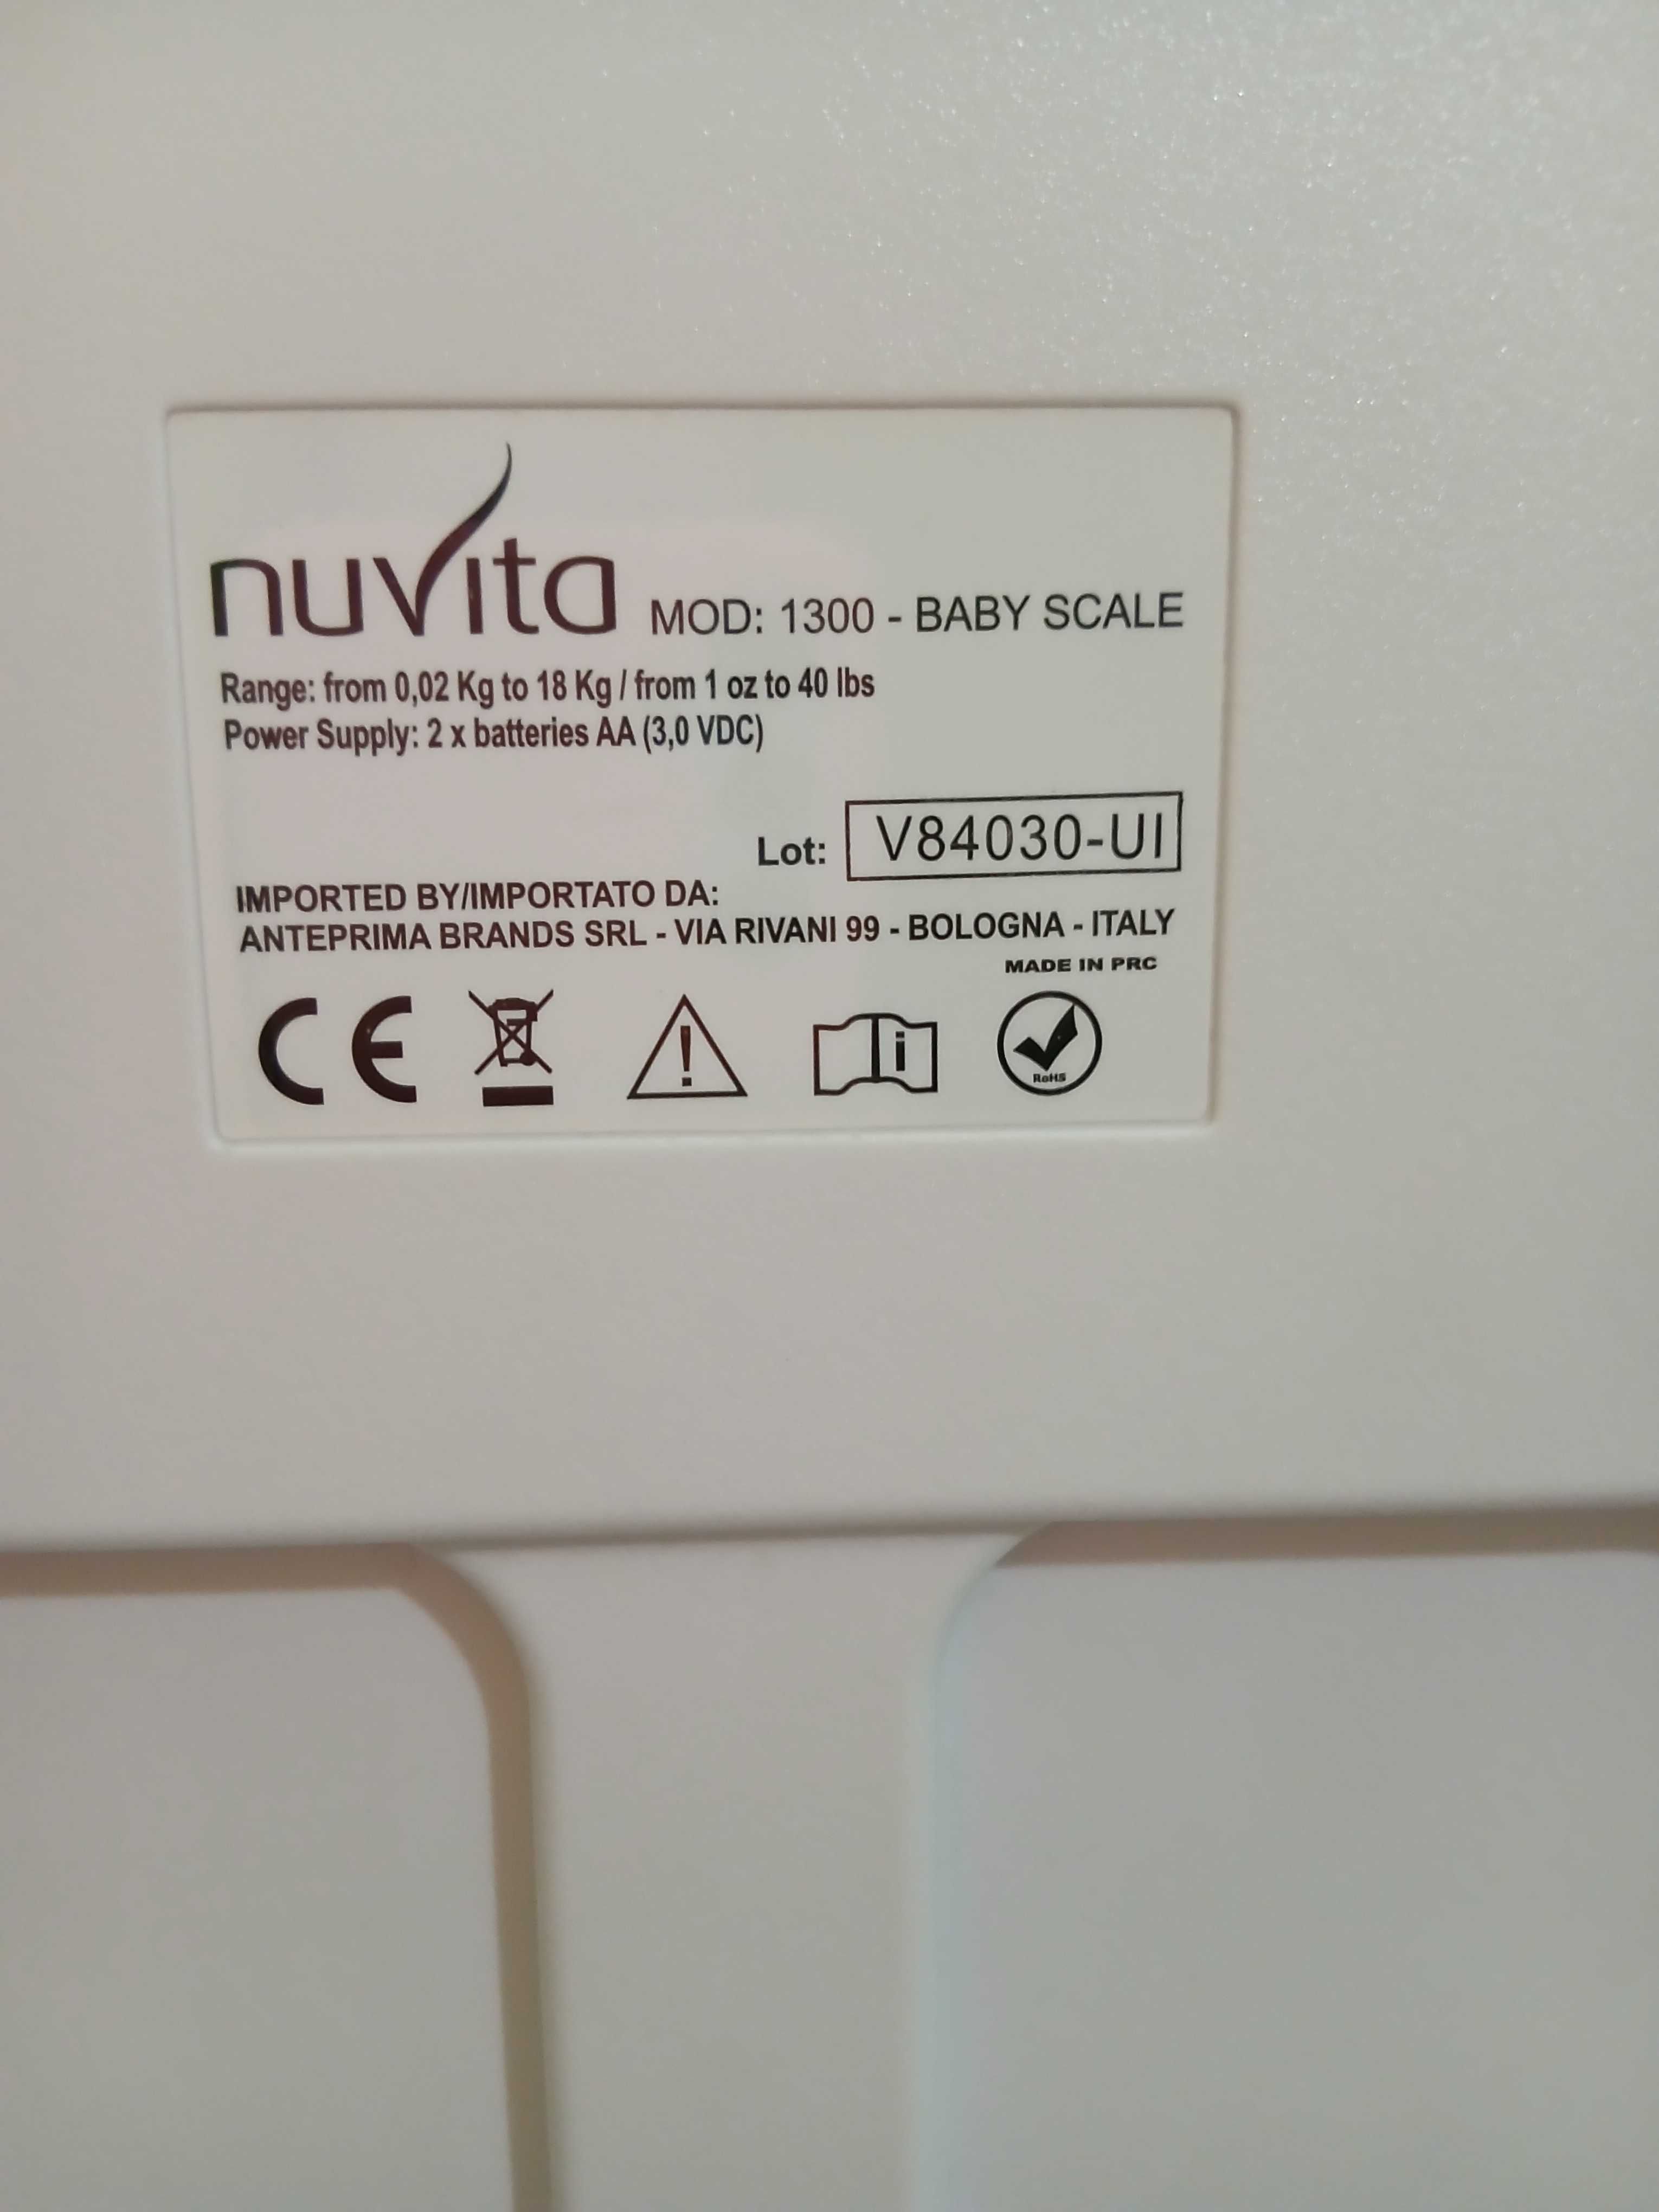 nuvita MOD: 1300 - BABY SCALE
Range: from 0,02 Kg to 18 Kg / from 1 oz to 40 lbs
Power Supply: 2 x batteries AA (3,0 VDC)
Lot: V84030-UI
IMPORTED BY/IMPORTATO DA:
ANTEPRIMA BRANDS SRL - VIA RIVANI 99 - BOLOGNA - ITALY
MADE IN PRC
CE ! i RoHS